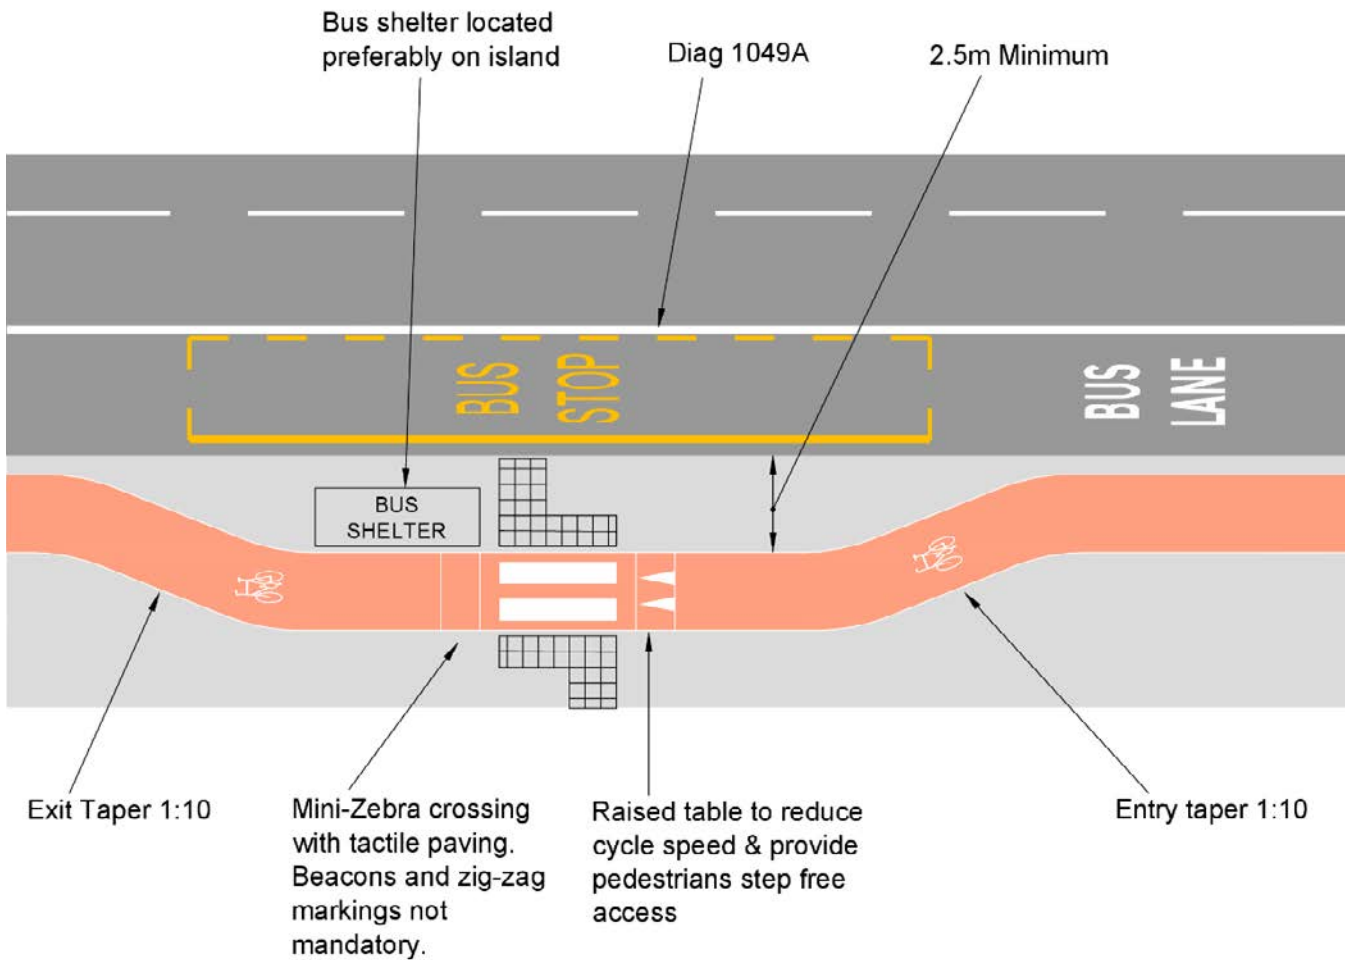 Bus shelter located
preferably on island
Diag 1049A
2.5m Minimum
BUS
STOP
BUS
LANE
BUS
SHELTER
Exit Taper 1:10
Mini-Zebra crossing
with tactile paving.
Beacons and zig-zag
markings not
mandatory.
Raised table to reduce
cycle speed & provide
pedestrians step free
access
Entry taper 1:10